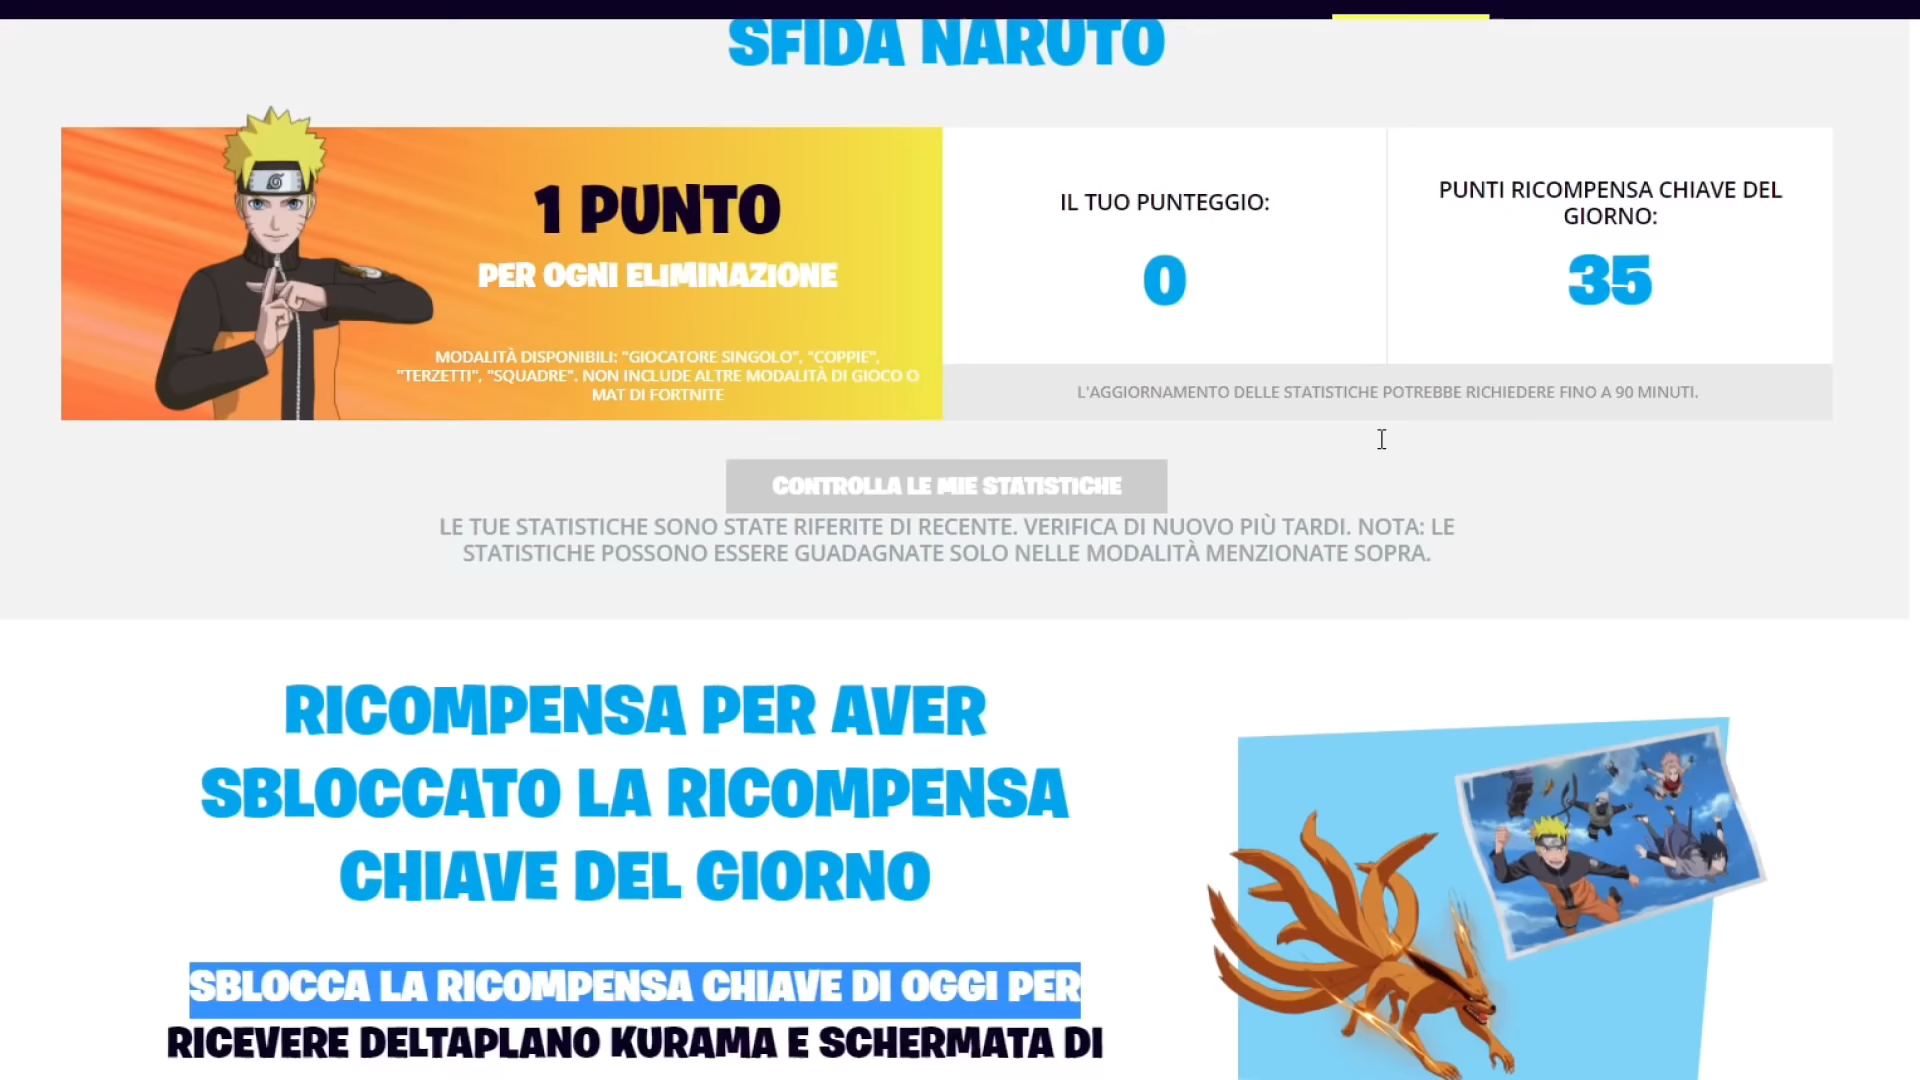 SFIDA NARUTO
1 PUNTO
PER OGNI ELIMINAZIONE
MODALITÀ DISPONIBILI: "GIOCATORE SINGOLO", "COPPIE",
"TERZETTI", "SQUADRE". NON INCLUDE ALTRE MODALITÀ DI GIOCO O
MAT DI FORTNITE
IL TUO PUNTEGGIO:
0
PUNTI RICOMPENSA CHIAVE DEL
GIORNO:
35
L'AGGIORNAMENTO DELLE STATISTICHE POTREBBE RICHIEDERE FINO A 90 MINUTI.
CONTROLLA LE MIE STATISTICHE
LE TUE STATISTICHE SONO STATE RIFERITE DI RECENTE. VERIFICA DI NUOVO PIÙ TARDI. NOTA: LE
STATISTICHE POSSONO ESSERE GUADAGNATE SOLO NELLE MODALITÀ MENZIONATE SOPRA.
RICOMPENSA PER AVER
SBLOCCATO LA RICOMPENSA
CHIAVE DEL GIORNO
SBLOCCA LA RICOMPENSA CHIAVE DI OGGI PER
RICEVERE DELTAPLANO KURAMA E SCHERMATA DI